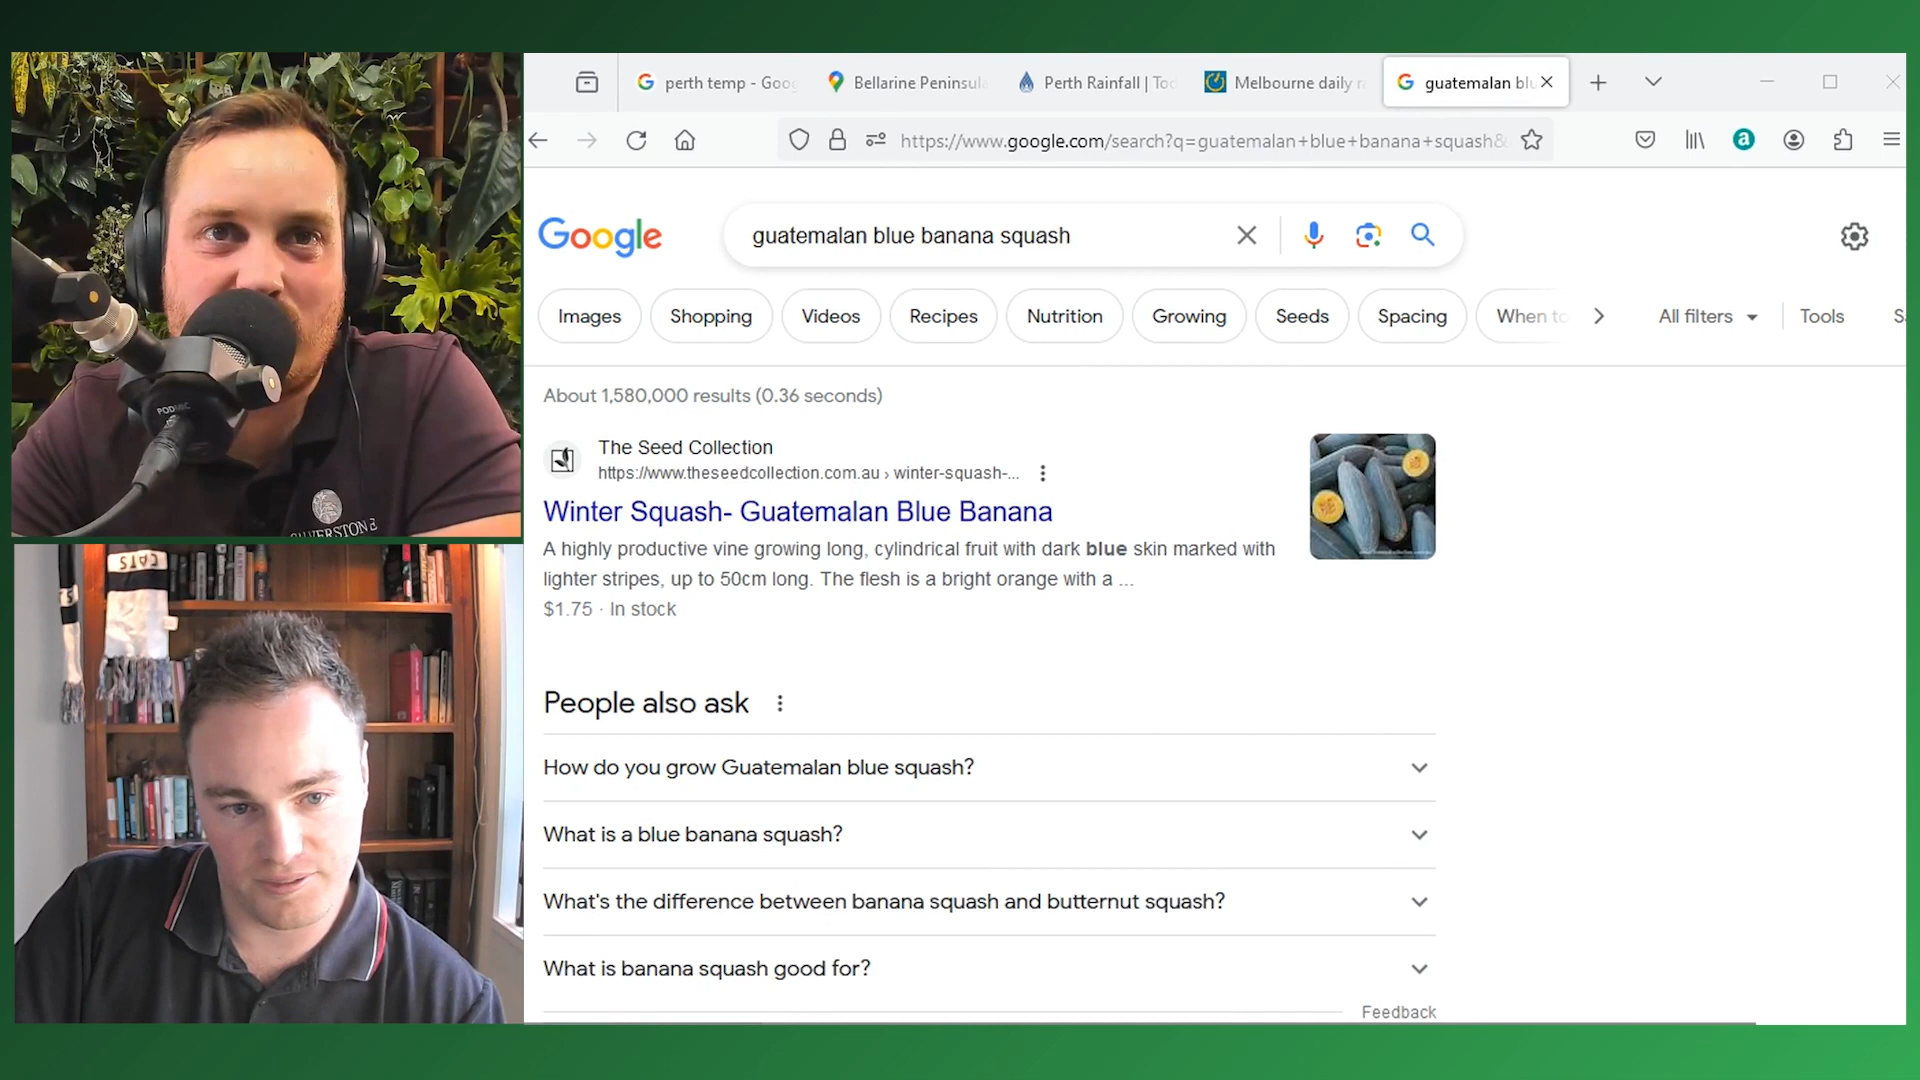 perth temp - Goog
Bellarine Peninsula
Perth Rainfall | Toc
Melbourne daily r
guatemalan blu
https://www.google.com/search?q=guatemalan+blue+banana+squash&
Google
guatemalan blue banana squash
Images
Shopping
Videos
Recipes
Nutrition
Growing
Seeds
Spacing
When to
All filters
Tools
About 1,580,000 results (0.36 seconds)
The Seed Collection
https://www.theseedcollection.com.au › winter-squash-...
Winter Squash- Guatemalan Blue Banana
A highly productive vine growing long, cylindrical fruit with dark blue skin marked with
lighter stripes, up to 50cm long. The flesh is a bright orange with a ...
$1.75 · In stock
People also ask
How do you grow Guatemalan blue squash?
What is a blue banana squash?
What's the difference between banana squash and butternut squash?
What is banana squash good for?
Feedback
PODMIC
SILVERSTONE
CATS